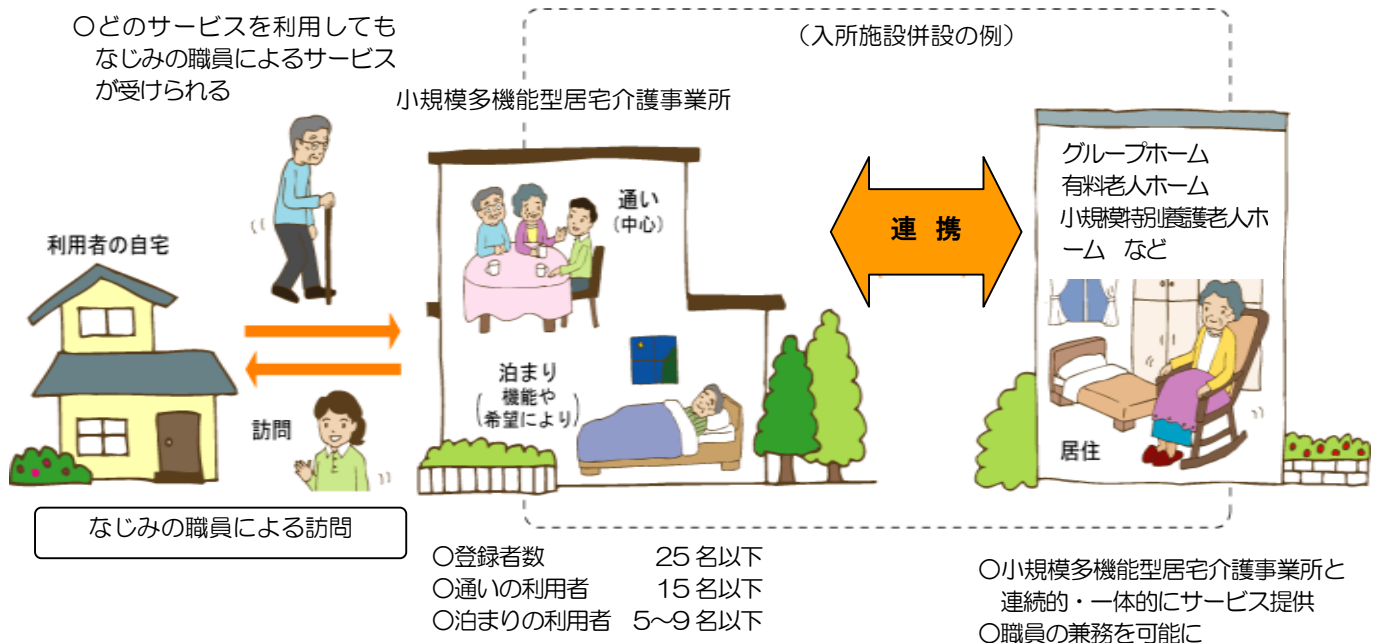 〇どのサービスを利用しても
なじみの職員によるサービス
が受けられる
（入所施設併設の例）
小規模多機能型居宅介護事業所
グループホーム
有料老人ホーム
小規模特別養護老人ホ
ーム　など
通い
（中心）
連 携
利用者の自宅
泊まり
機能や
希望により
訪問
居住
なじみの職員による訪問
〇登録者数　25名以下
〇通いの利用者　15名以下
〇泊まりの利用者　5～9名以下
〇小規模多機能型居宅介護事業所と
連続的・一体的にサービス提供
〇職員の兼務を可能に